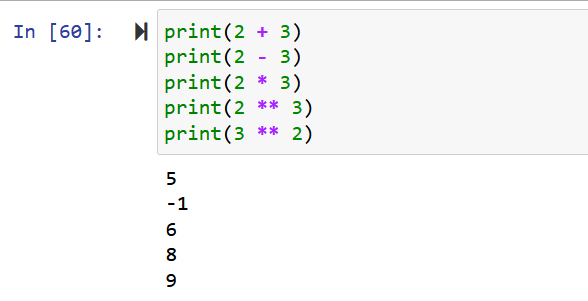 In [60]:
print(2 + 3)
print(2 - 3)
print(2 * 3)
print(2 ** 3)
print(3 ** 2)
5
-1
6
8
9